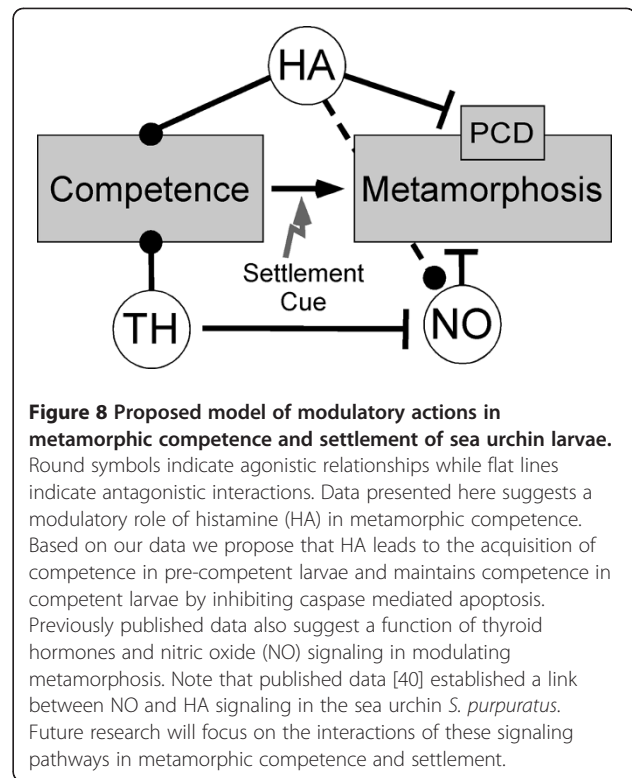 HA
PCD
Competence
Metamorphosis
Settlement
Cue
TH
NO
Figure 8 Proposed model of modulatory actions in
metamorphic competence and settlement of sea urchin larvae.
Round symbols indicate agonistic relationships while flat lines
indicate antagonistic interactions. Data presented here suggests a
modulatory role of histamine (HA) in metamorphic competence.
Based on our data we propose that HA leads to the acquisition of
competence in pre-competent larvae and maintains competence in
competent larvae by inhibiting caspase mediated apoptosis.
Previously published data also suggest a function of thyroid
hormones and nitric oxide (NO) signaling in modulating
metamorphosis. Note that published data [40] established a link
between NO and HA signaling in the sea urchin S. purpuratus.
Future research will focus on the interactions of these signaling
pathways in metamorphic competence and settlement.